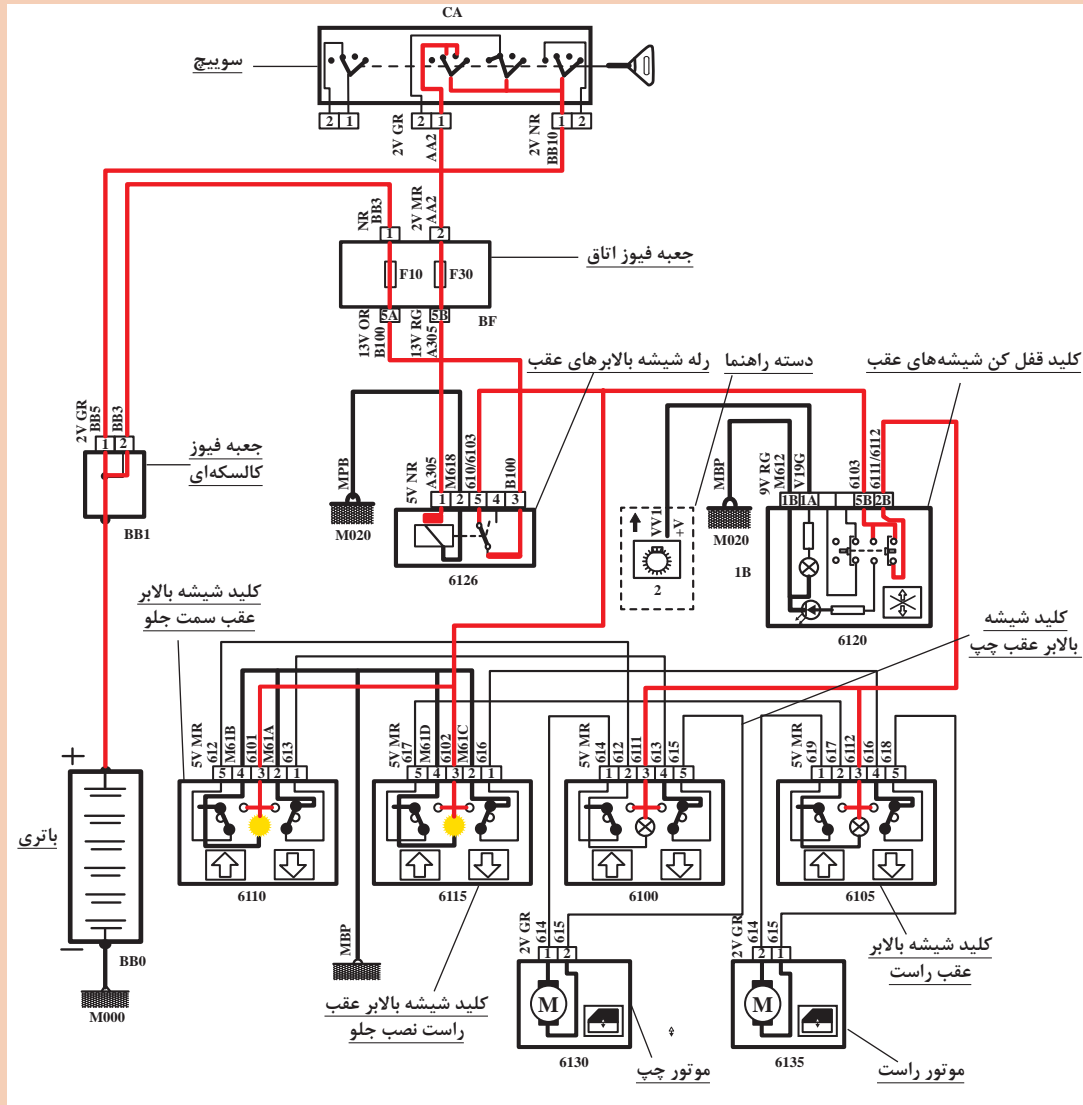 CA
سوییچ
2 1
2 1
1 2
2V GR
AA2
2V NR
BB10
NR
BB3
2V MR
AA2
1
2
جعبه فیوز اتاق
F10
F30
5A
5B
BF
13V OR
B100
13V RG
A305
رله شیشه بالابرهای عقب
دسته راهنما
کلید قفل کن شیشه‌های عقب
2V GR
BB5
BB3
1 2
جعبه فیوز
کالسکه‌ای
BB1
MPB
M020
5V NR
A305
M618
6110/6103
B100
1 2 5 4 3
6126
VV1
+V
2
MBP
M020
1B
9V RG
M612
V19G
6103
6111/6112
1B 1A 5B 2B
6120
کلید شیشه بالابر
عقب سمت جلو
کلید شیشه
بالابر عقب چپ
5V MR
612
M61B
6101
M61A
613
5 4 3 2 1
6110
5V MR
617
M61D
6102
M61C
616
5 4 3 2 1
6115
5V MR
614
612
6111
613
615
1 2 3 4 5
6100
5V MR
619
617
6112
616
618
1 2 3 4 5
6105
+
باتری
−
BB0
M000
MBP
کلید شیشه بالابر عقب
راست نصب جلو
2V GR
614
615
1 2
M
6130
موتور چپ
2V GR
614
615
2 1
M
6135
موتور راست
کلید شیشه بالابر
عقب راست